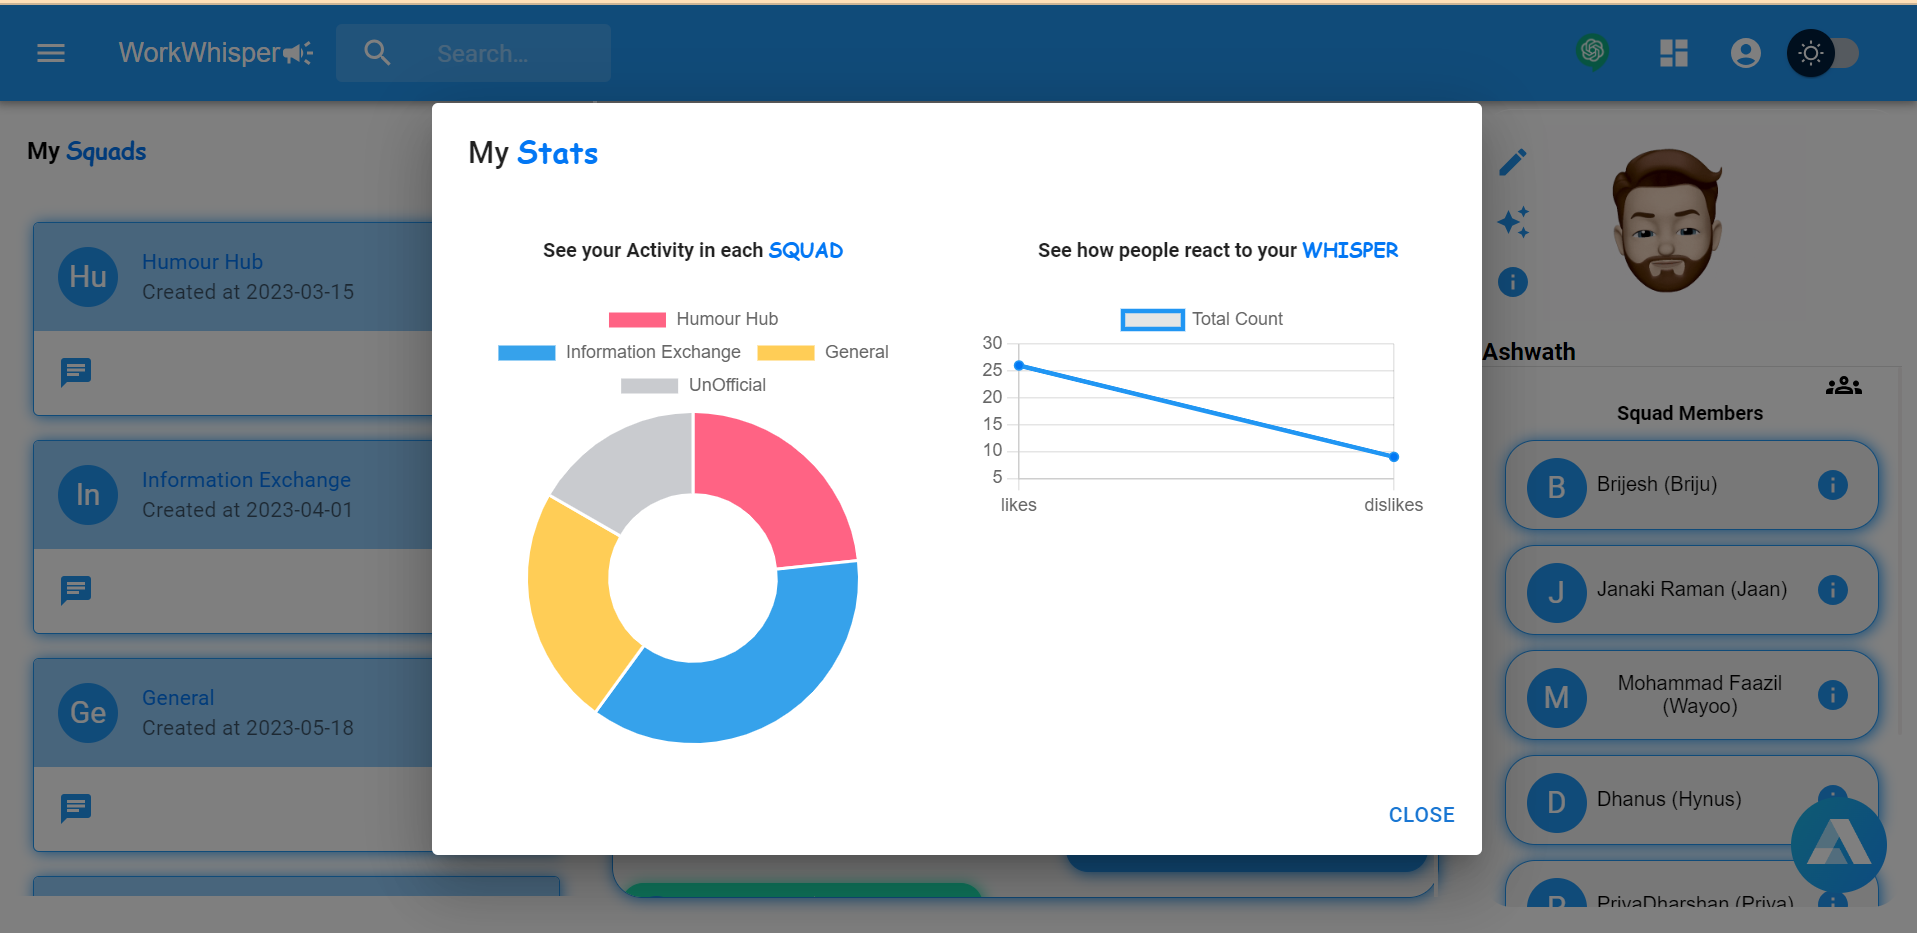 WorkWhisper
Search...
My Squads
Hu
Humour Hub
Created at 2023-03-15
In
Information Exchange
Created at 2023-04-01
Ge
General
Created at 2023-05-18
My Stats
See your Activity in each SQUAD
Humour Hub
Information Exchange General
UnOfficial
See how people react to your WHISPER
Total Count
30
25
20
15
10
5
likes dislikes
CLOSE
Ashwath
Squad Members
B Brijesh (Briju)
J Janaki Raman (Jaan)
M Mohammad Faazil
(Wayoo)
D Dhanus (Hynus)
P PriyaDharshan (Priya)